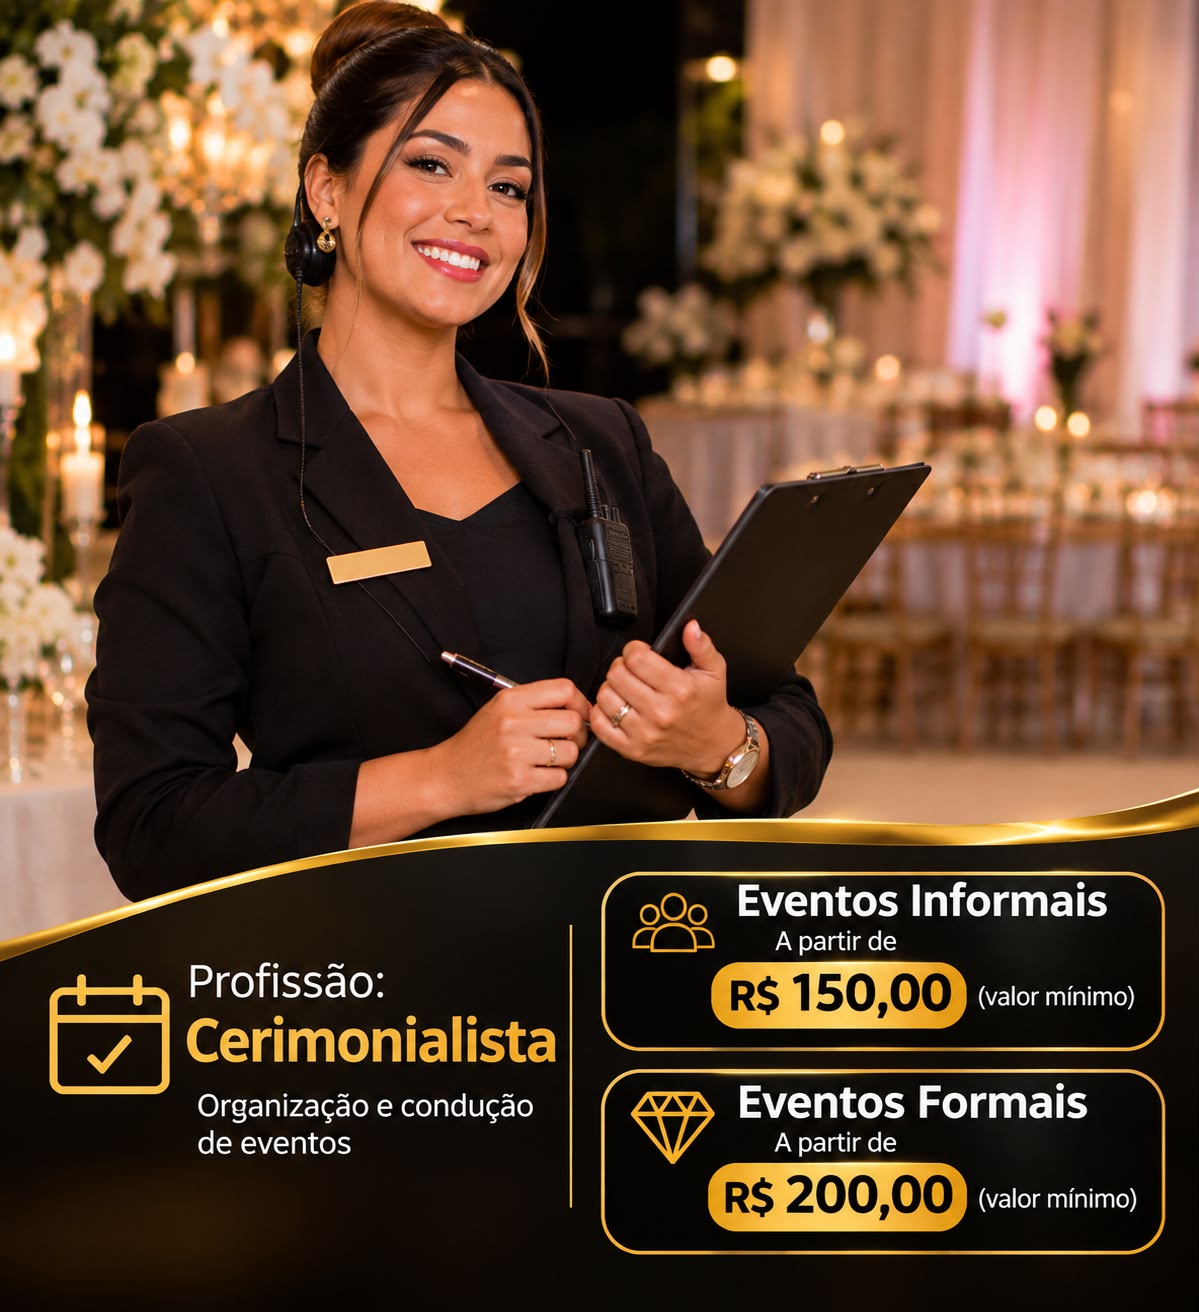 Profissão:
Cerimonialista
Organização e condução
de eventos
Eventos Informais
A partir de
R$ 150,00 (valor mínimo)
Eventos Formais
A partir de
R$ 200,00 (valor mínimo)